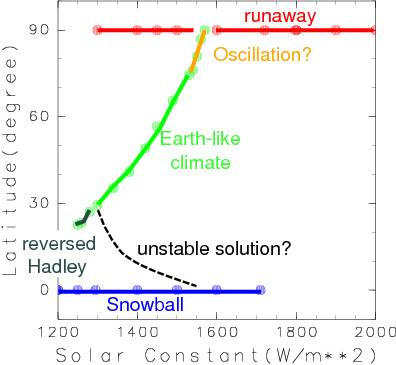 90
runaway
Oscillation?
60
Earth-like
climate
30
reversed
Hadley
unstable solution?
0
Snowball
1200
1400
1600
1800
2000
Solar Constant(W/m**2)
Latitude(degree)